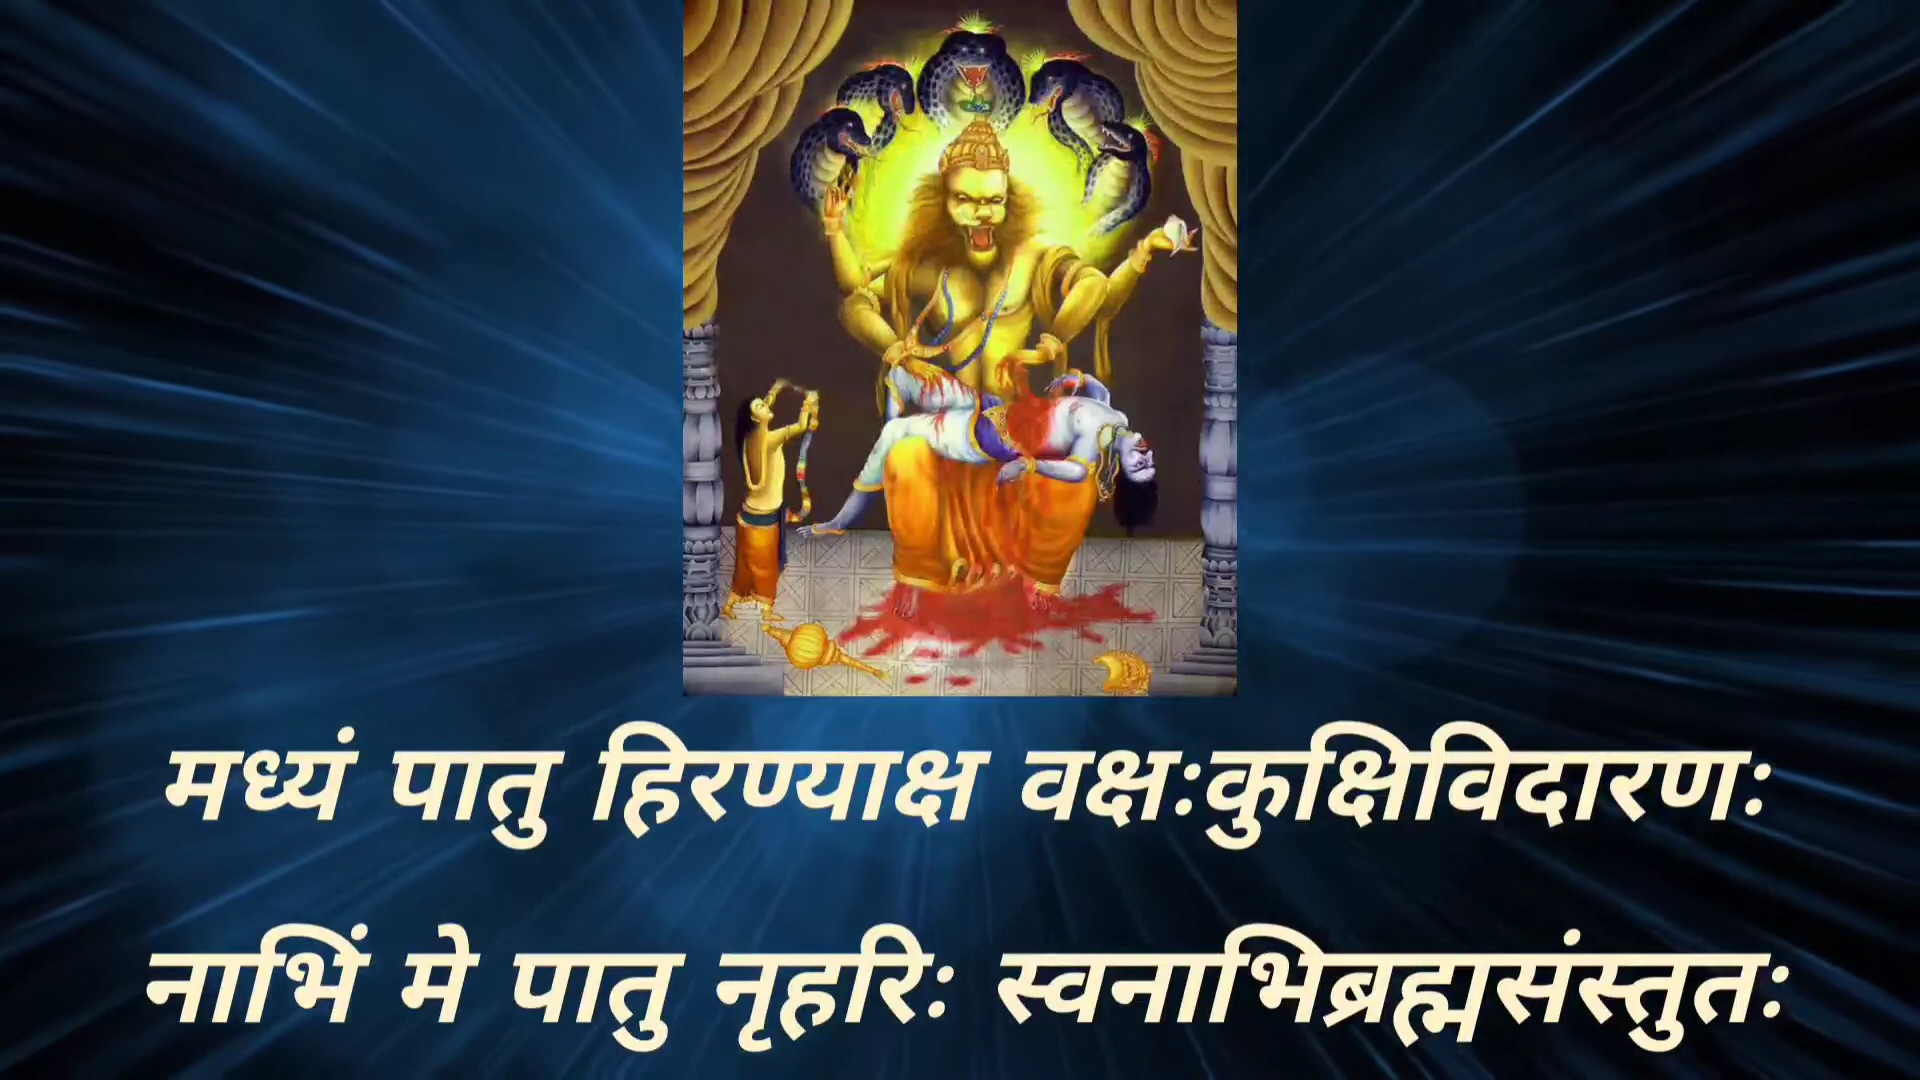 मध्यं पातु हिरण्याक्ष वक्षःकुक्षिविदारणः
नाभिं मे पातु नृहरिः स्वनाभिब्रह्मसंस्तुतः